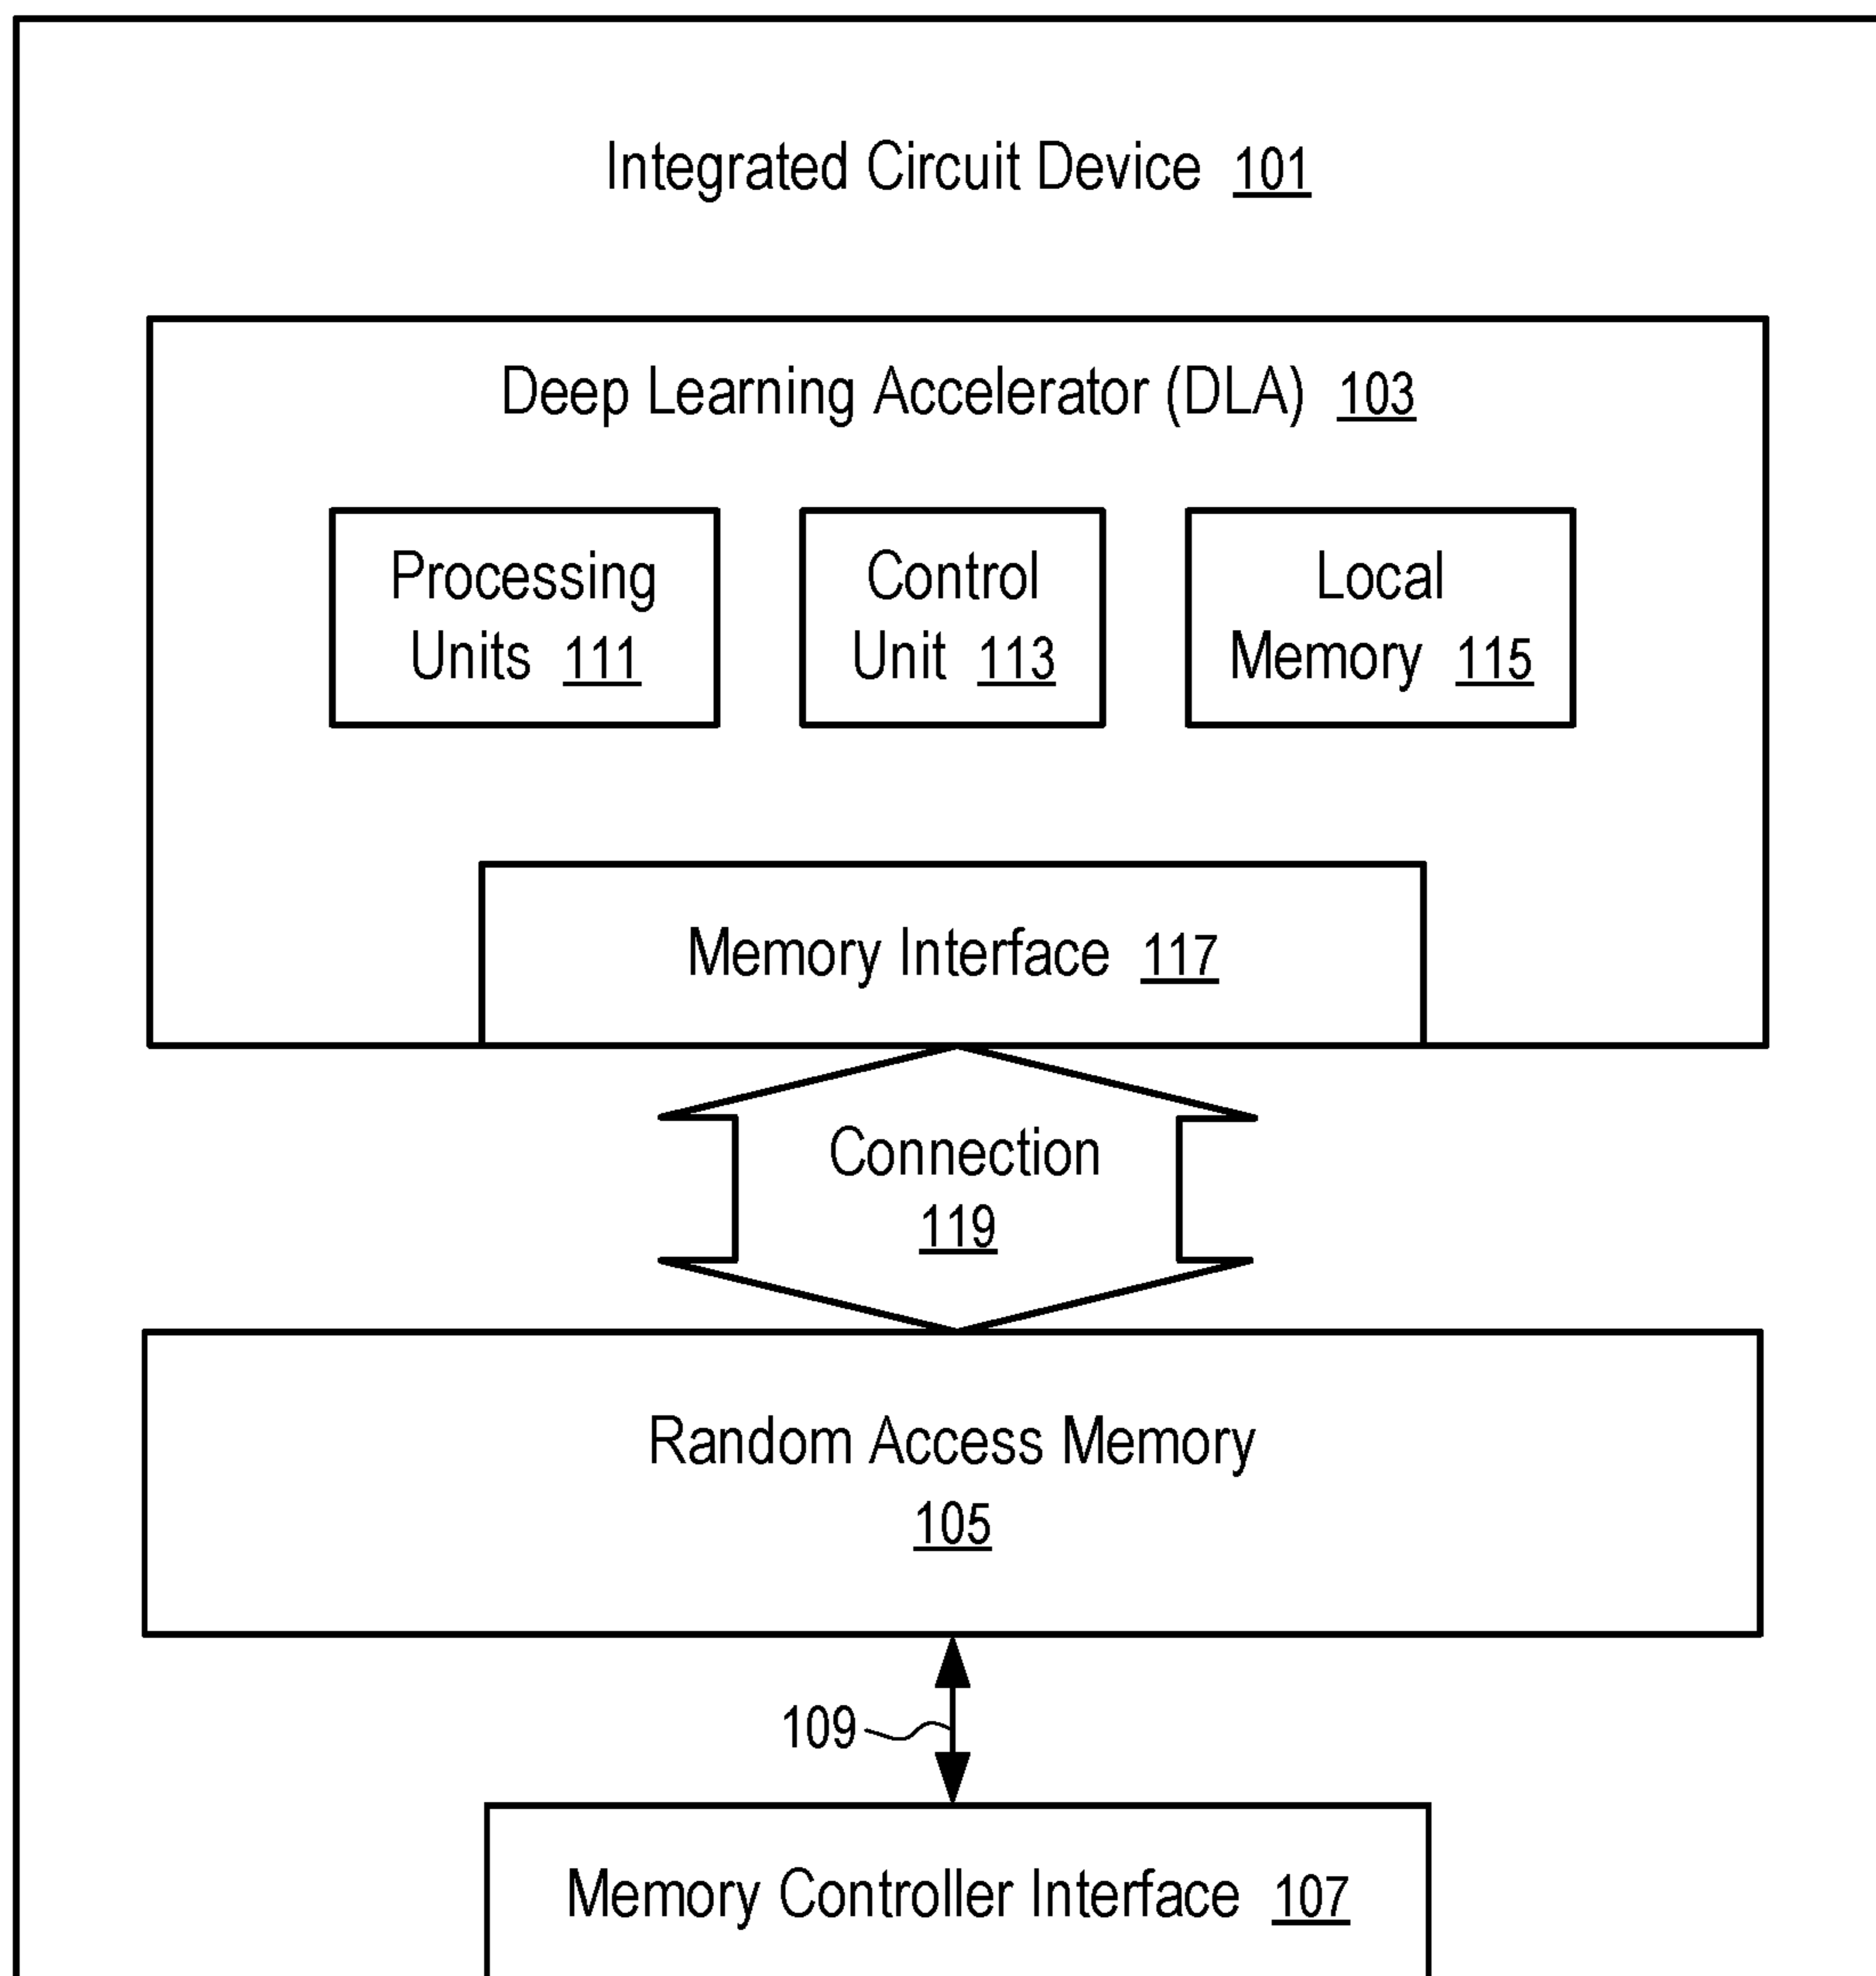 Integrated Circuit Device 101
Deep Learning Accelerator (DLA) 103
Processing
Units 111
Control
Unit 113
Local
Memory 115
Memory Interface 117
Connection
119
Random Access Memory
105
109
Memory Controller Interface 107